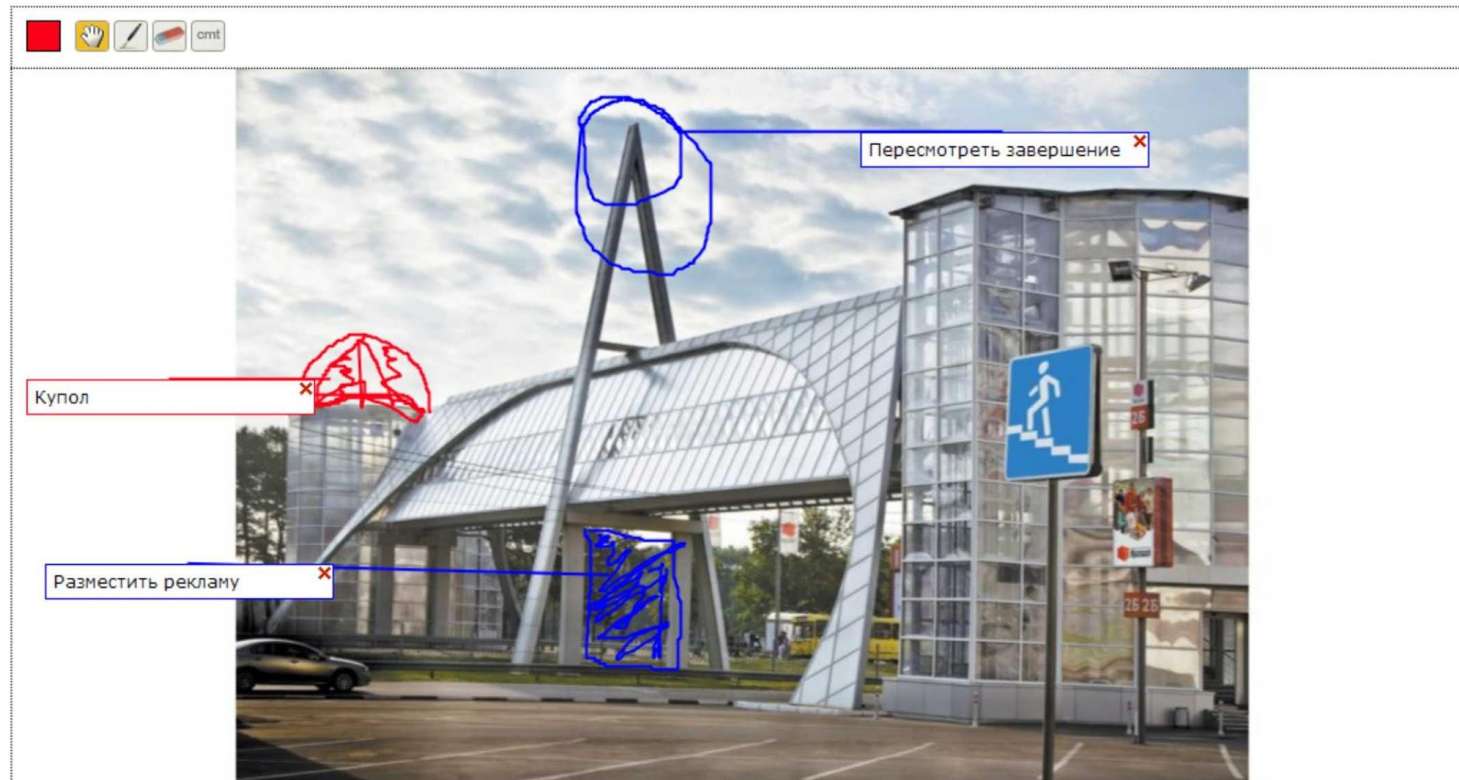 cmt
Пересмотреть завершение
Купол
2Б
Разместить рекламу
2Б 2Б